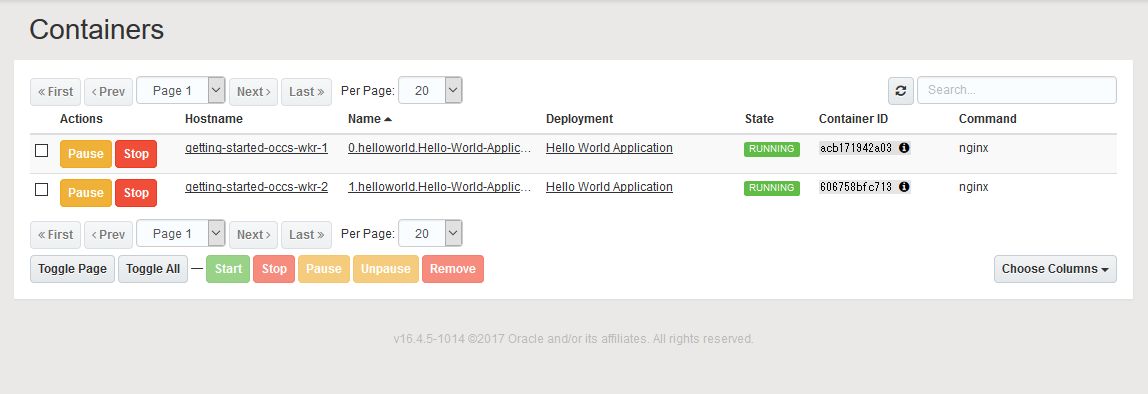 Containers
« First ‹ Prev Page 1 Next › Last » Per Page: 20 Search...
Actions Hostname Name Deployment State Container ID Command
Pause Stop getting-started-occs-wkr-1 0.helloworld.Hello-World-Applic... Hello World Application RUNNING acb171942a03 nginx
Pause Stop getting-started-occs-wkr-2 1.helloworld.Hello-World-Applic... Hello World Application RUNNING 606758bfc713 nginx
« First ‹ Prev Page 1 Next › Last » Per Page: 20
Toggle Page Toggle All — Start Stop Pause Unpause Remove Choose Columns
v16.4.5-1014 ©2017 Oracle and/or its affiliates. All rights reserved.